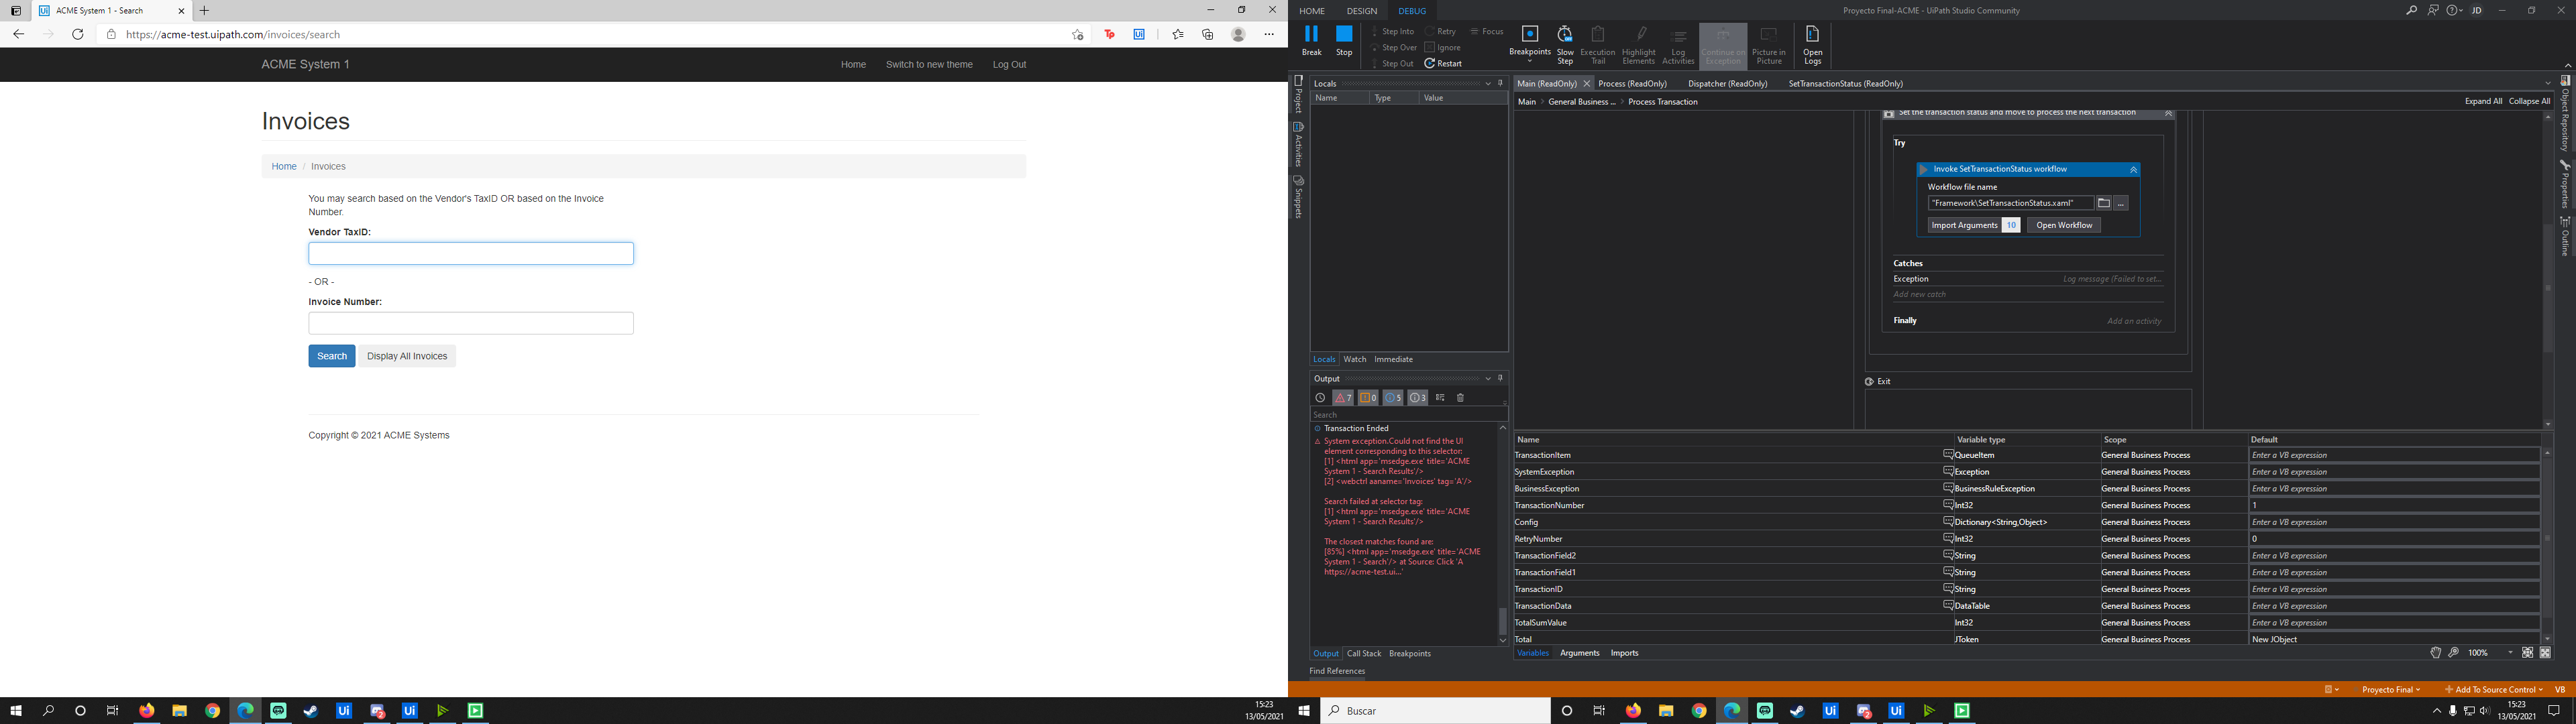 ACME System 1 - Search
https://acme-test.uipath.com/invoices/search
ACME System 1
Home
Switch to new theme
Log Out
Invoices
Home / Invoices
You may search based on the Vendor's TaxID OR based on the Invoice
Number.
Vendor TaxID:
- OR -
Invoice Number:
Search
Display All Invoices
Copyright © 2021 ACME Systems
15:23
13/05/2021
HOME
DESIGN
DEBUG
Proyecto Final-ACME - UiPath Studio Community
JD
Break
Stop
Step Into
Step Over
Step Out
Retry
Ignore
Restart
Focus
Breakpoints
Slow
Step
Execution
Trail
Highlight
Elements
Log
Activities
Continue on
Exception
Picture in
Picture
Open
Logs
Project
Activities
Snippets
Locals
Name Type Value
Locals Watch Immediate
Output
7 0 5 3
Search
Transaction Ended
System exception.Could not find the UI
element corresponding to this selector:
[1] <html app='msedge.exe' title='ACME
System 1 - Search Results'/>
[2] <webctrl aaname='Invoices' tag='A'/>
Search failed at selector tag:
[1] <html app='msedge.exe' title='ACME
System 1 - Search Results'/>
The closest matches found are:
[85%] <html app='msedge.exe' title='ACME
System 1 - Search'/> at Source: Click 'A
https://acme-test.ui...'
Output Call Stack Breakpoints
Find References
Main (ReadOnly)
Process (ReadOnly)
Dispatcher (ReadOnly)
SetTransactionStatus (ReadOnly)
Main > General Business ... > Process Transaction
Expand All Collapse All
Set the transaction status and move to process the next transaction
Try
Invoke SetTransactionStatus workflow
Workflow file name
"Framework\SetTransactionStatus.xaml"
...
Import Arguments 10
Open Workflow
Catches
Exception Log message (Failed to set...
Add new catch
Finally Add an activity
Exit
Name Variable type Scope Default
TransactionItem QueueItem General Business Process Enter a VB expression
SystemException Exception General Business Process Enter a VB expression
BusinessException BusinessRuleException General Business Process Enter a VB expression
TransactionNumber Int32 General Business Process 1
Config Dictionary<String,Object> General Business Process Enter a VB expression
RetryNumber Int32 General Business Process 0
TransactionField2 String General Business Process Enter a VB expression
TransactionField1 String General Business Process Enter a VB expression
TransactionID String General Business Process Enter a VB expression
TransactionData DataTable General Business Process Enter a VB expression
TotalSumValue Int32 General Business Process Enter a VB expression
Total JToken General Business Process New JObject
Variables Arguments Imports
100%
Object Repository
Properties
Outline
Proyecto Final
Add To Source Control
VB
Buscar
15:23
13/05/2021